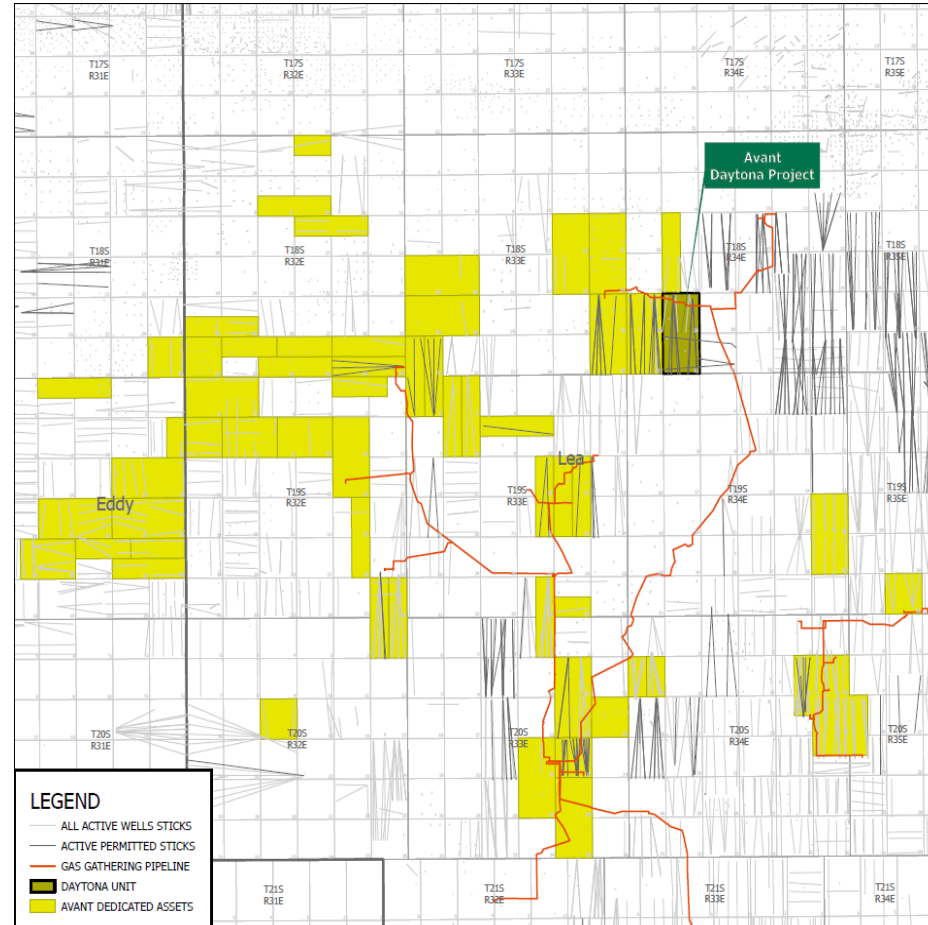 T17S
R31E
T17S
R32E
T17S
R33E
T17S
R34E
T17S
R35E
Avant
Daytona Project
T18S
R31E
T18S
R32E
T18S
R33E
T18S
R34E
T18S
R35E
Lea
Eddy
T19S
R32E
T19S
R33E
T19S
R34E
T19S
R35E
T20S
R31E
T20S
R32E
T20S
R33E
T20S
R34E
T20S
R35E
LEGEND
ALL ACTIVE WELLS STICKS
ACTIVE PERMITTED STICKS
GAS GATHERING PIPELINE
DAYTONA UNIT
AVANT DEDICATED ASSETS
T21S
R31E
T21S
R32E
T21S
R33E
T21S
R34E